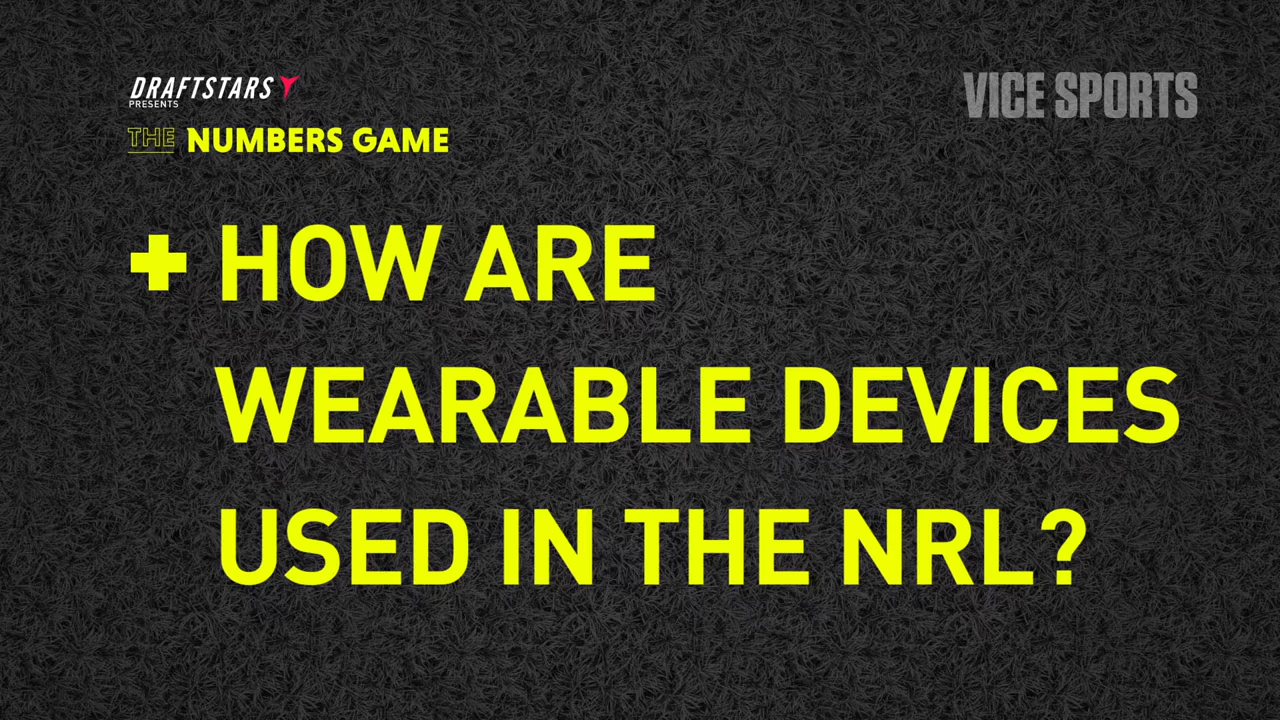 DRAFTSTARS
PRESENTS
THE NUMBERS GAME
VICE SPORTS
+ HOW ARE
WEARABLE DEVICES
USED IN THE NRL?